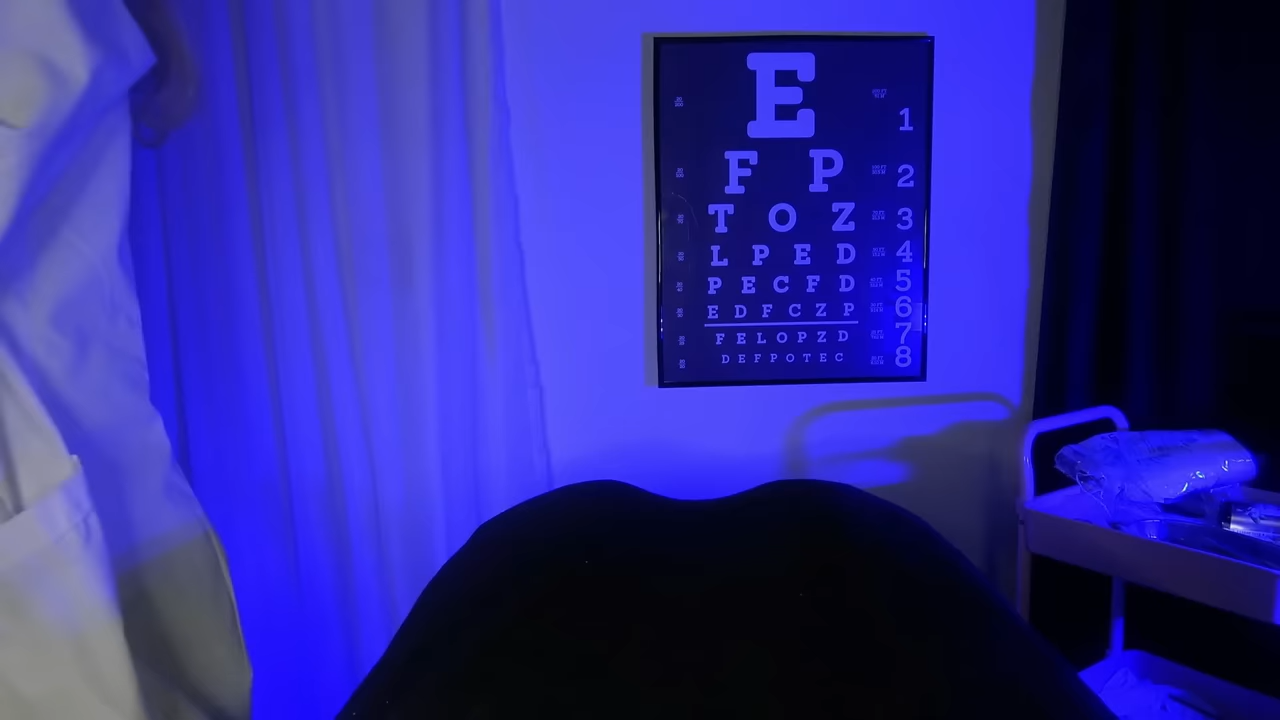 E 1
F P 2
T O Z 3
L P E D 4
P E C F D 5
E D F C Z P 6
F E L O P Z D 7
D E F P O T E C 8